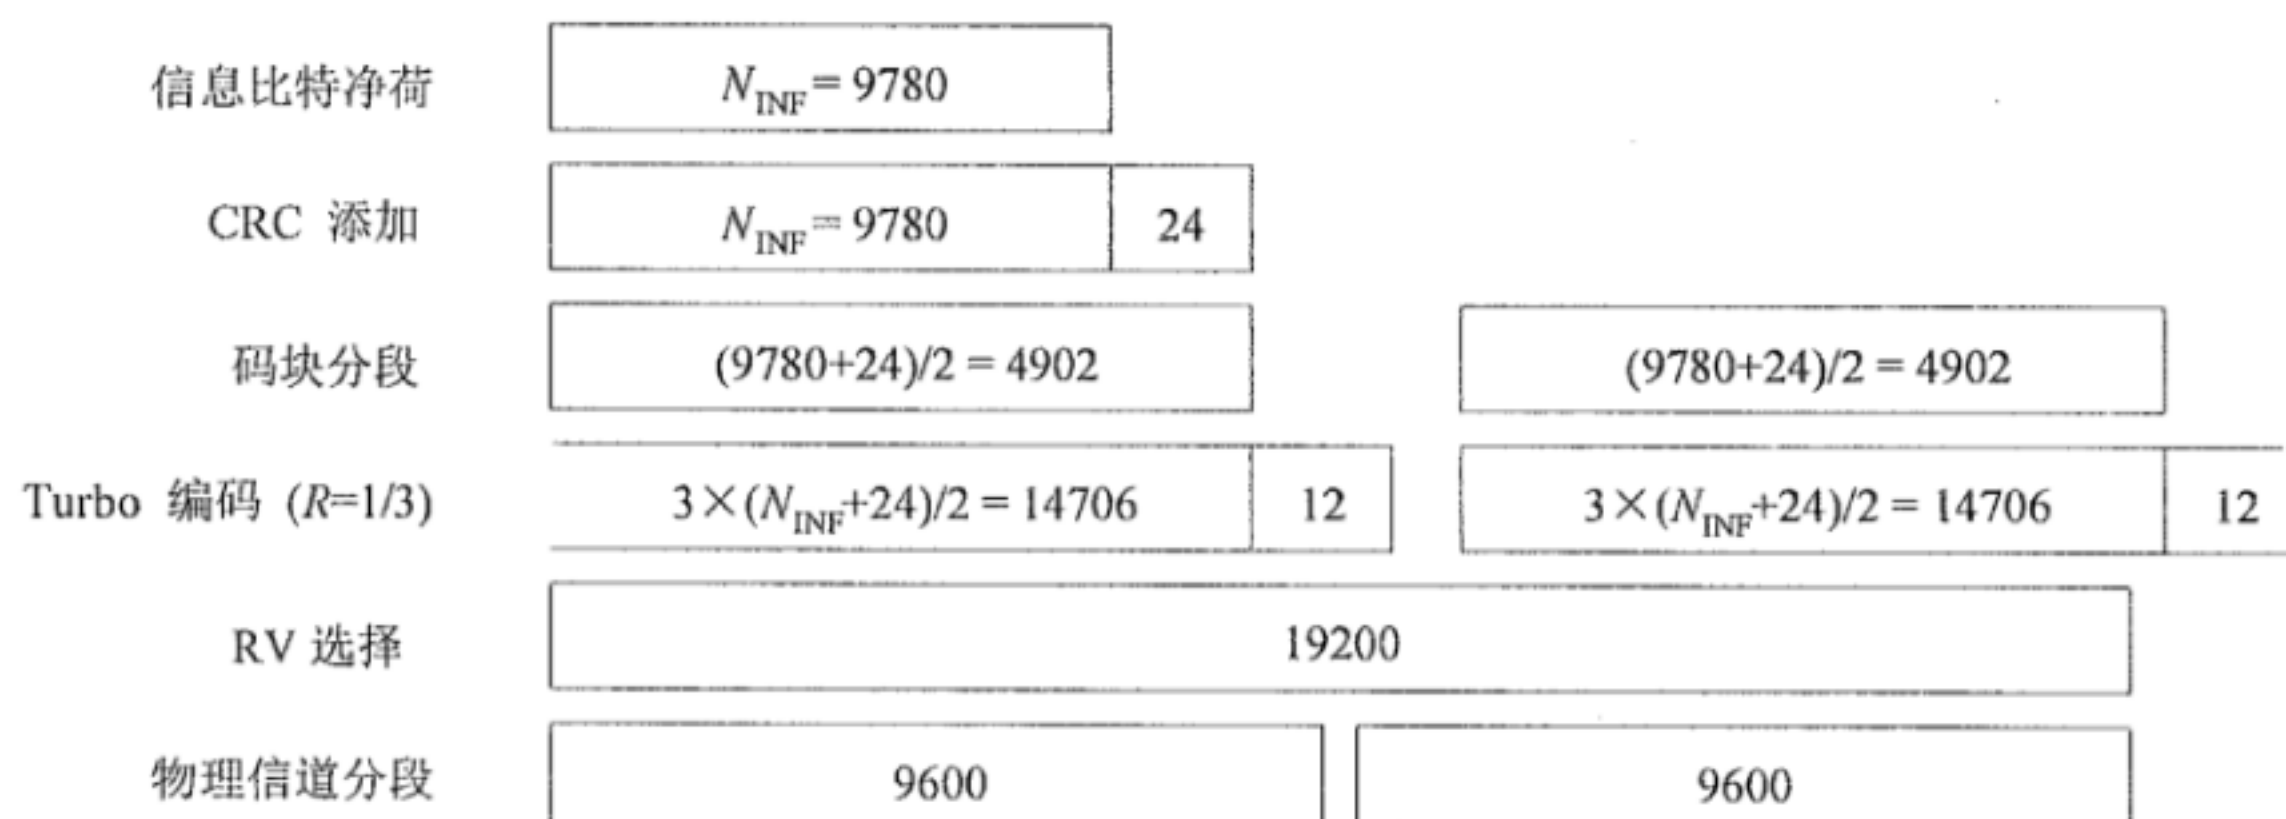 信息比特净荷 N_INF = 9780
CRC 添加 N_INF = 9780 24
码块分段 (9780+24)/2 = 4902 (9780+24)/2 = 4902
Turbo 编码 (R=1/3) 3×(N_INF+24)/2 = 14706 12 3×(N_INF+24)/2 = 14706 12
RV 选择 19200
物理信道分段 9600 9600